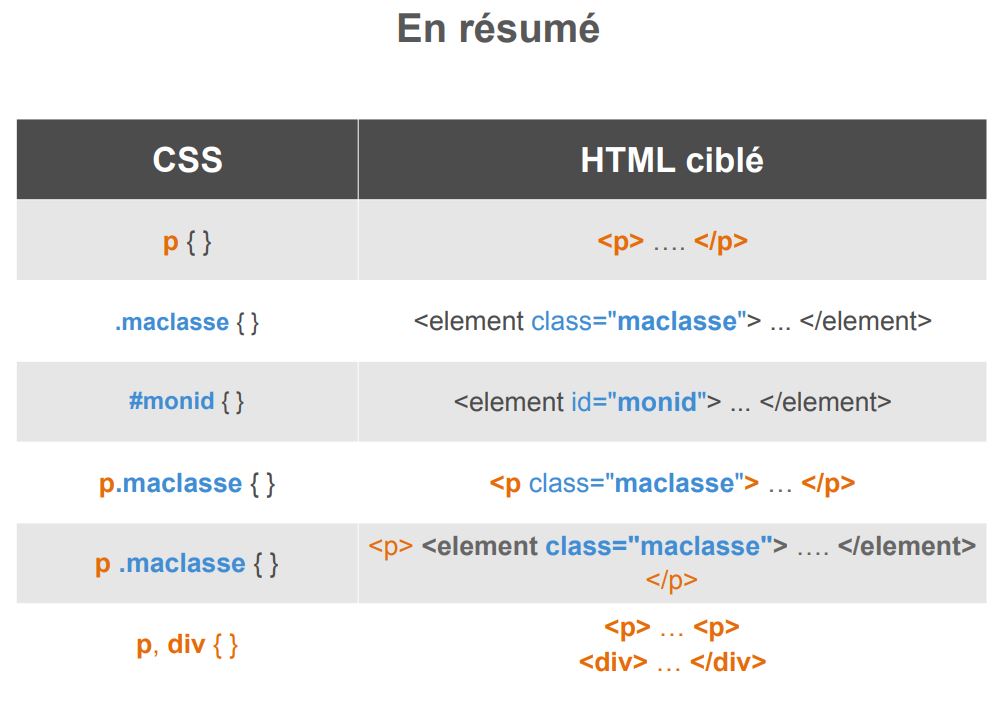 En résumé
CSS
HTML ciblé
p { }
<p> …. </p>
.maclasse { }
<element class="maclasse"> ... </element>
#monid { }
<element id="monid"> ... </element>
p.maclasse { }
<p class="maclasse"> … </p>
p .maclasse { }
<p> <element class="maclasse"> …. </element>
</p>
p, div { }
<p> … <p>
<div> … </div>